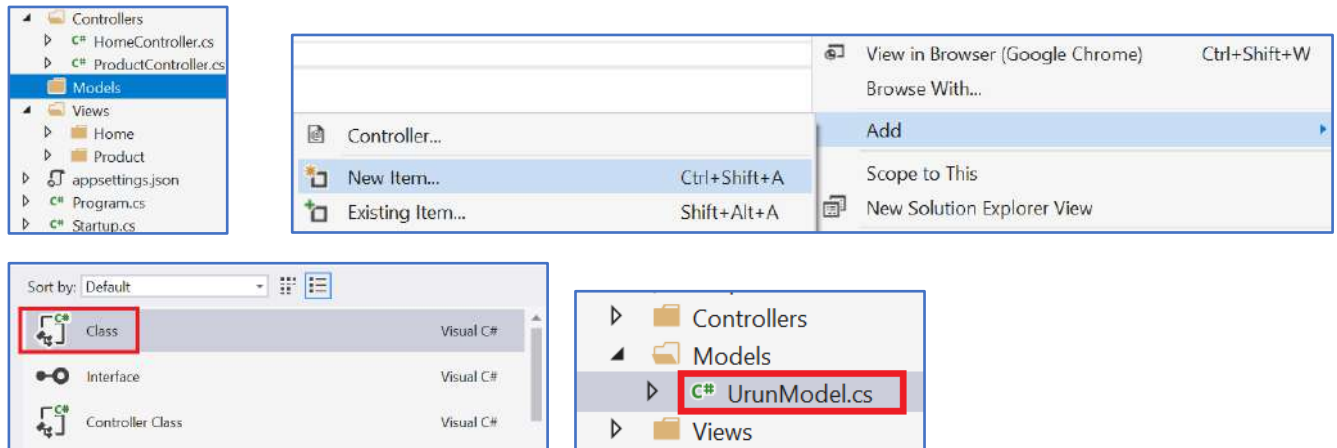 Controllers
C# HomeController.cs
C# ProductController.cs
Models
Views
Home
Product
appsettings.json
C# Program.cs
C# Startup.cs
View in Browser (Google Chrome) Ctrl+Shift+W
Browse With...
Add
Scope to This
New Solution Explorer View
Controller...
New Item... Ctrl+Shift+A
Existing Item... Shift+Alt+A
Sort by: Default
C# Class Visual C#
Interface Visual C#
C# Controller Class Visual C#
Controllers
Models
C# UrunModel.cs
Views